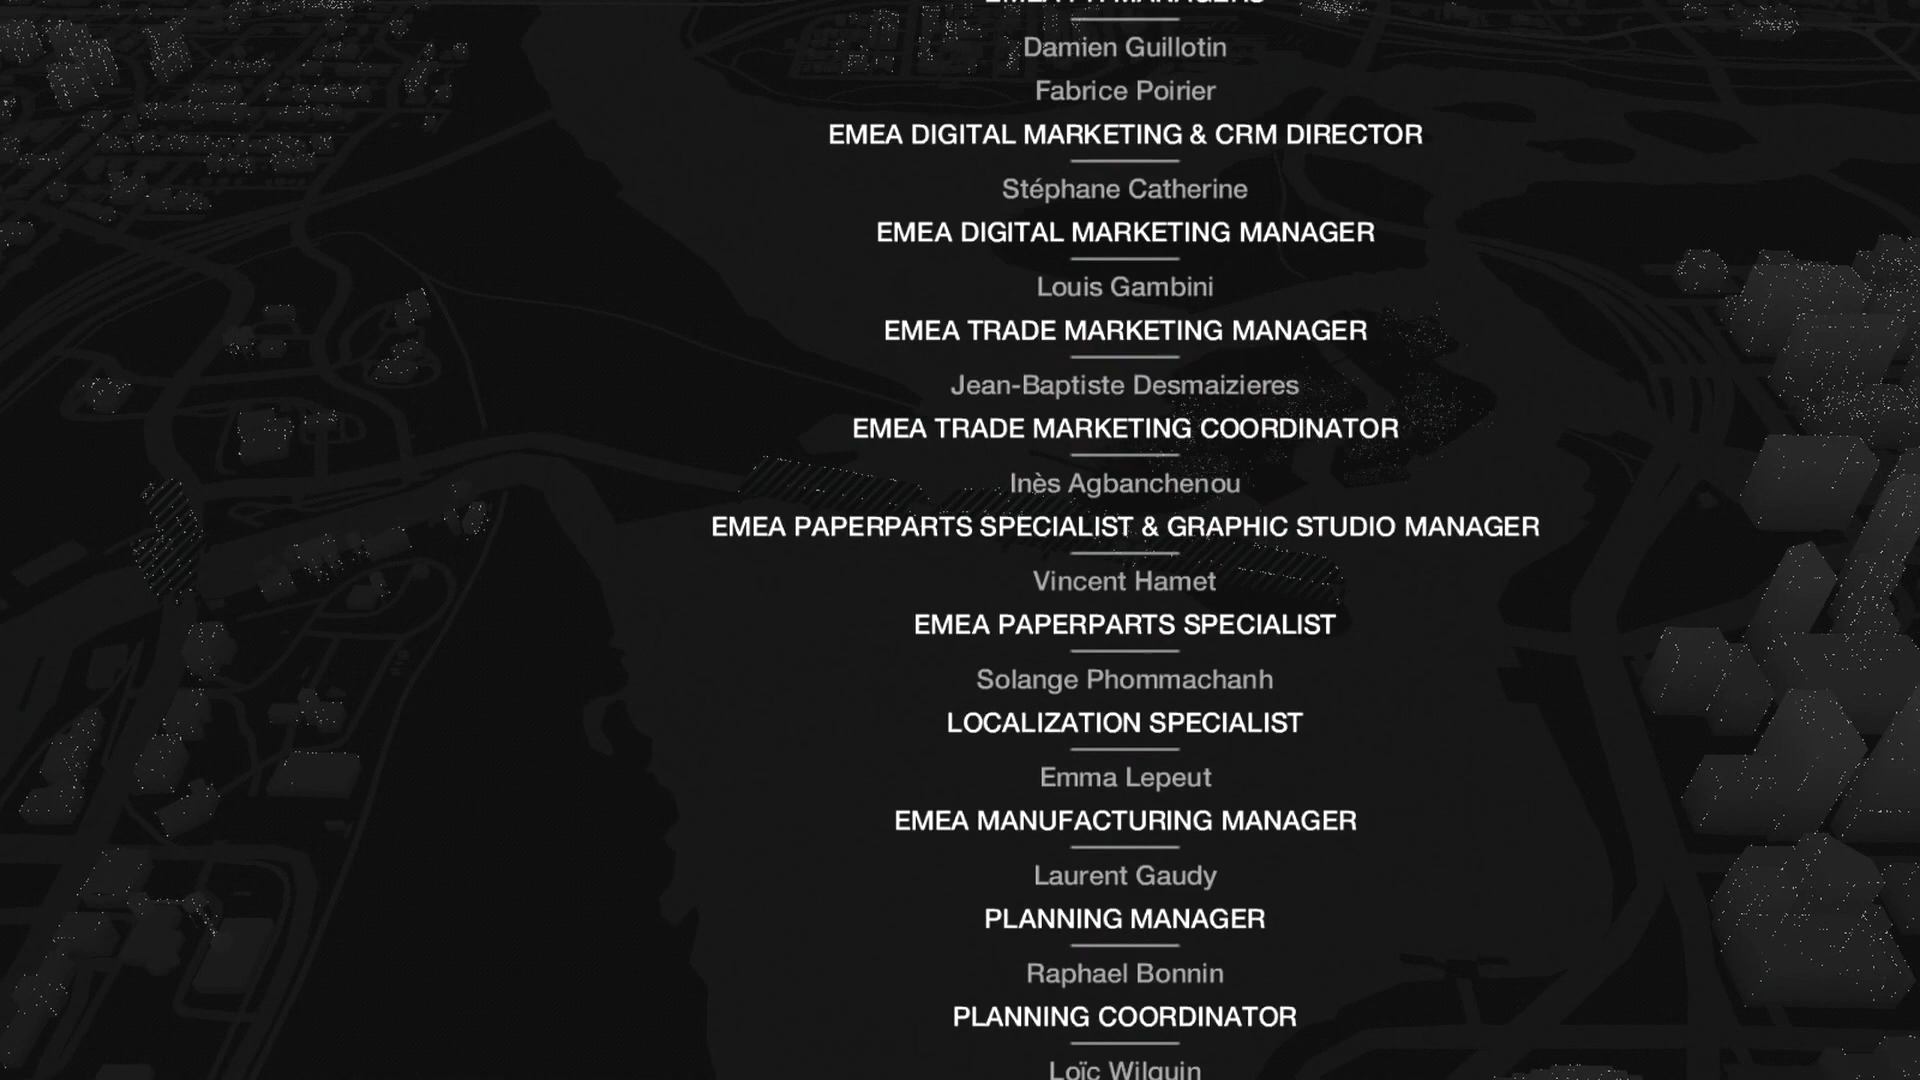 Damien Guillotin
Fabrice Poirier
EMEA DIGITAL MARKETING & CRM DIRECTOR
Stéphane Catherine
EMEA DIGITAL MARKETING MANAGER
Louis Gambini
EMEA TRADE MARKETING MANAGER
Jean-Baptiste Desmaizieres
EMEA TRADE MARKETING COORDINATOR
Inès Agbanchenou
EMEA PAPERPARTS SPECIALIST & GRAPHIC STUDIO MANAGER
Vincent Hamet
EMEA PAPERPARTS SPECIALIST
Solange Phommachanh
LOCALIZATION SPECIALIST
Emma Lepeut
EMEA MANUFACTURING MANAGER
Laurent Gaudy
PLANNING MANAGER
Raphael Bonnin
PLANNING COORDINATOR
Loïc Wilquin